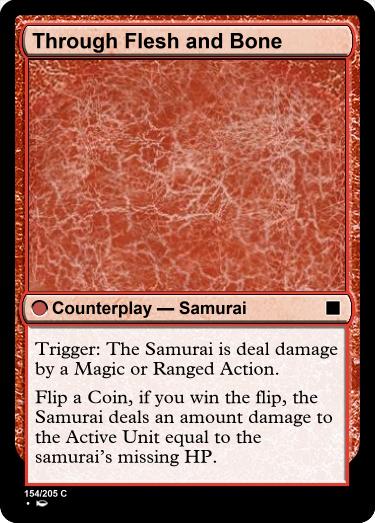 Through Flesh and Bone
Counterplay — Samurai
Trigger: The Samurai is deal damage
by a Magic or Ranged Action.
Flip a Coin, if you win the flip, the
Samurai deals an amount damage to
the Active Unit equal to the
samurai's missing HP.
154/205 C